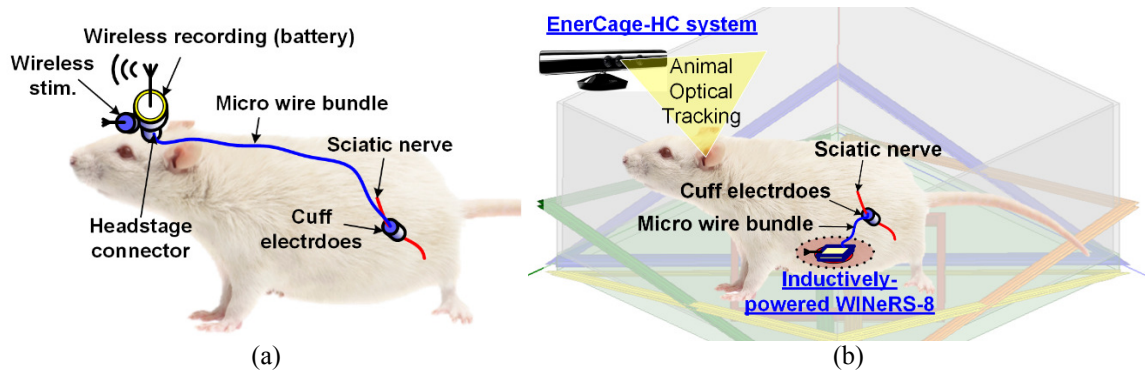 Wireless recording (battery)
Wireless
stim.
Micro wire bundle
Sciatic nerve
Headstage
connector
Cuff
electrdoes
(a)
EnerCage-HC system
Animal
Optical
Tracking
Sciatic nerve
Cuff electrdoes
Micro wire bundle
Inductively-
powered WINeRS-8
(b)